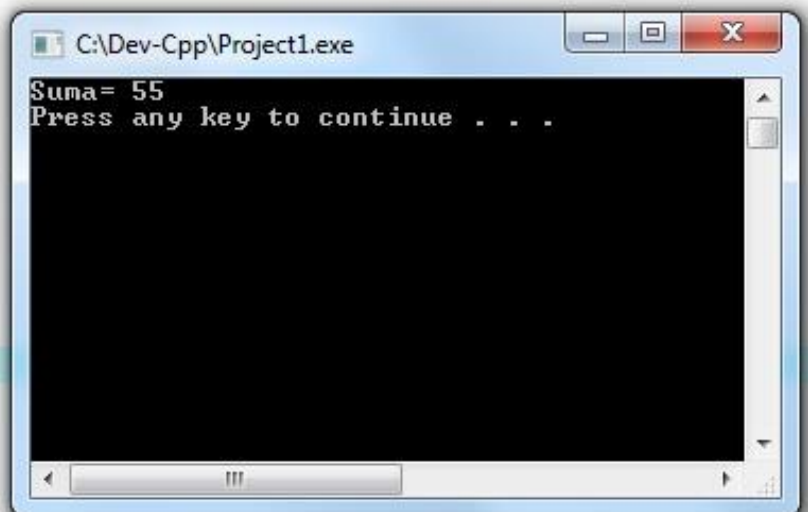 C:\Dev-Cpp\Project1.exe
Suma= 55
Press any key to continue . . .